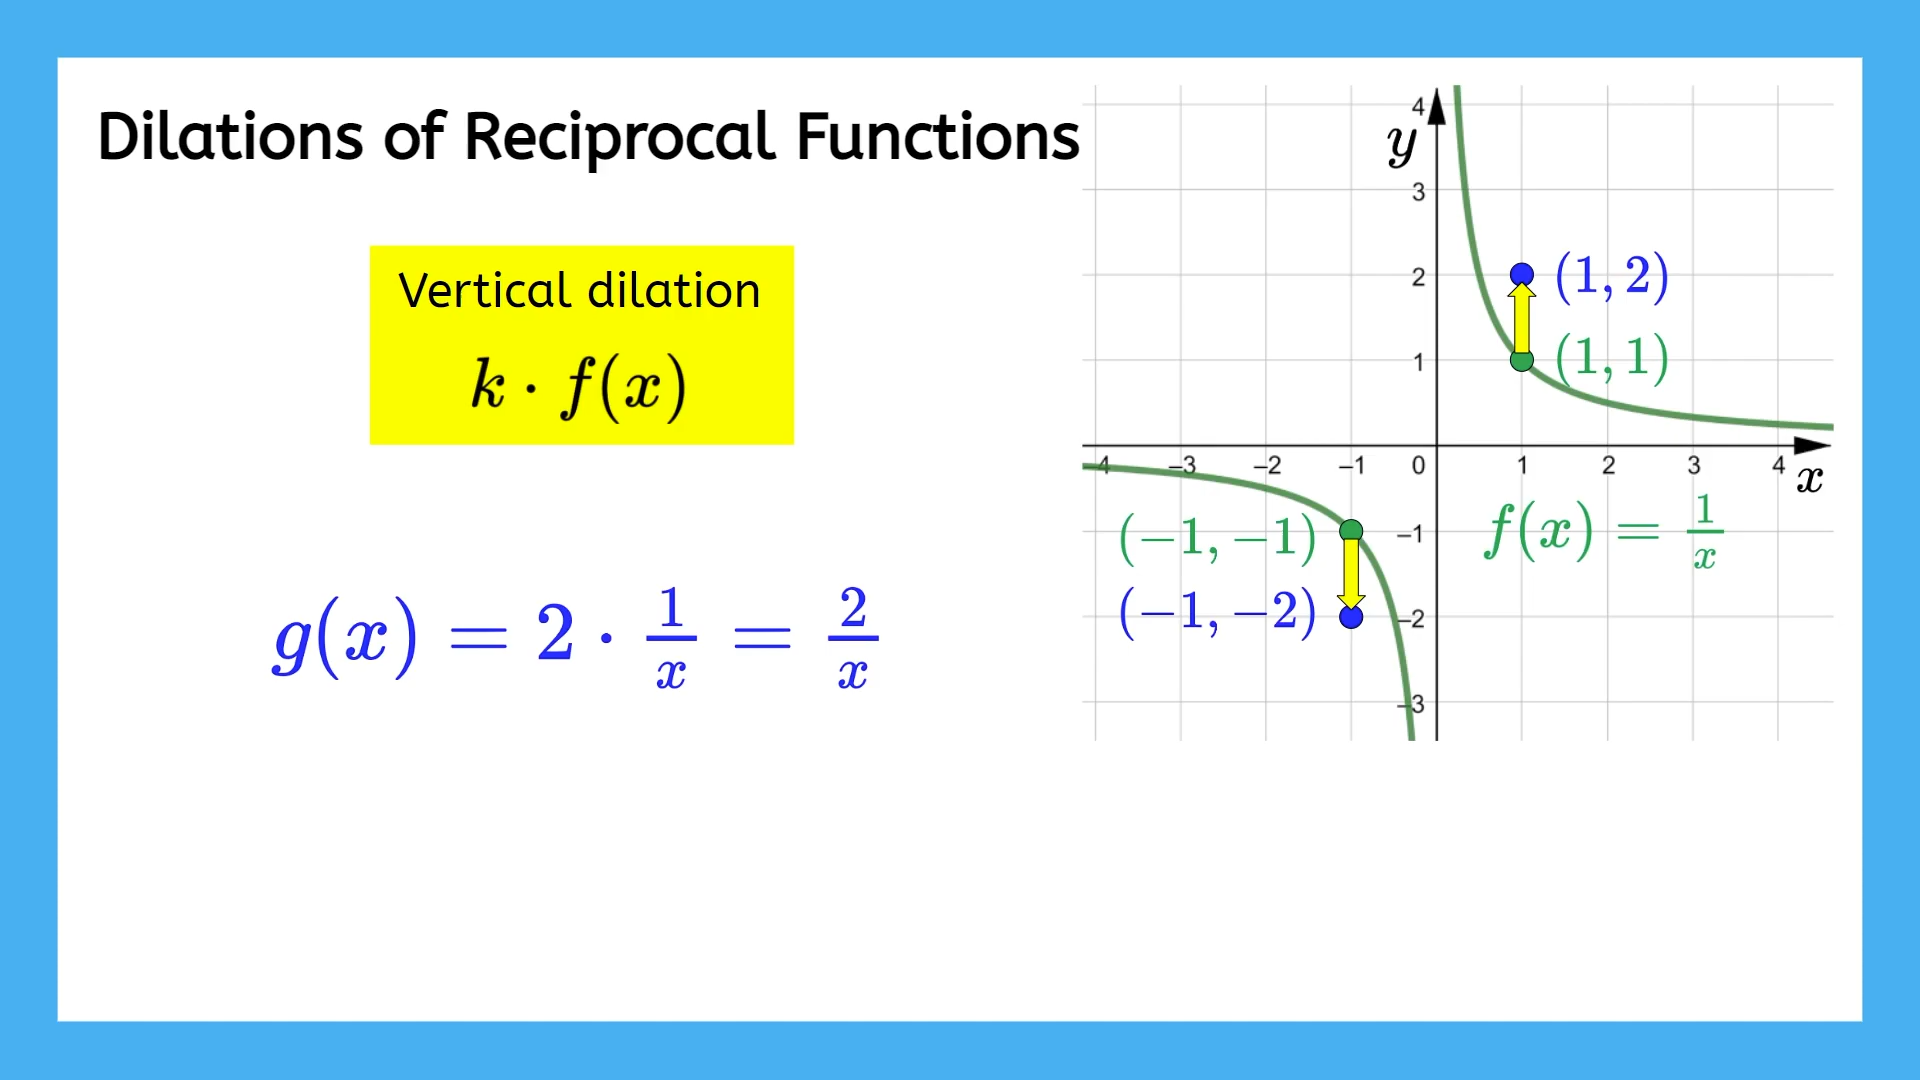 Dilations of Reciprocal Functions
Vertical dilation
k · f(x)
g(x) = 2 · 1/x = 2/x
y
4
3
2
1
(1, 2)
(1, 1)
–4 –3 –2 –1 0 1 2 3 4
x
f(x) = 1/x
–1
–2
–3
(−1, −1)
(−1, −2)